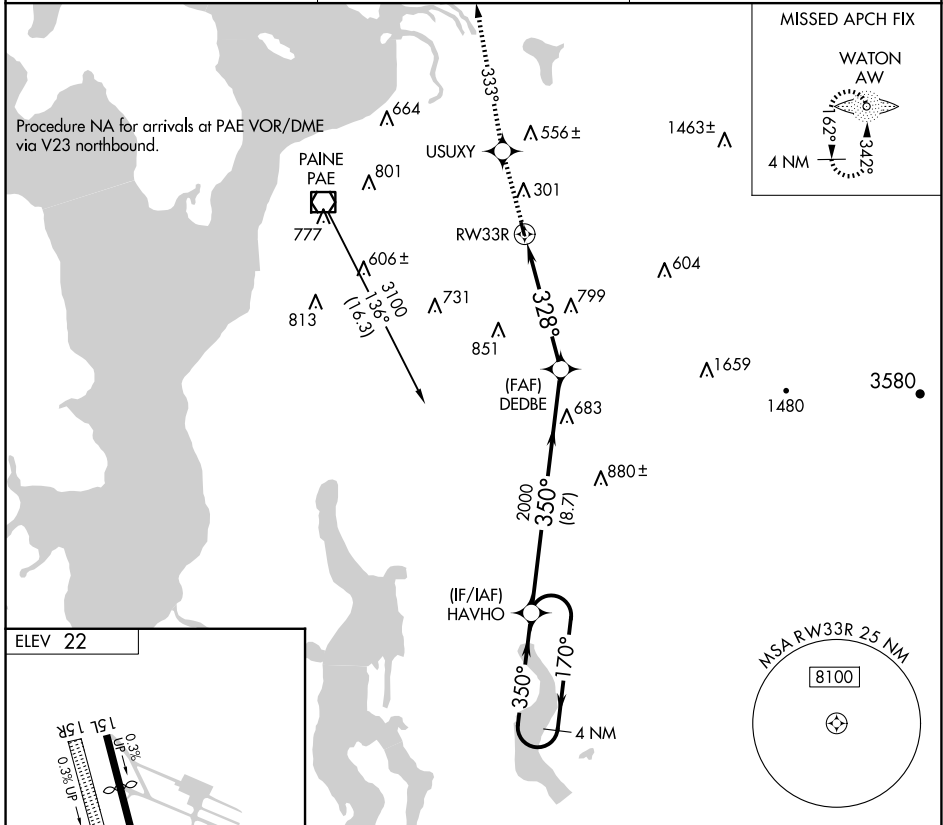 MISSED APCH FIX
WATON
AW
162°
342°
4 NM
333°
664
Procedure NA for arrivals at PAE VOR/DME
via V23 northbound.
USUXY
556±
1463±
PAINE
PAE
801
301
777
RW33R
606±
604
3100
136°
(16.3)
813
731
328°
799
851
(FAF)
DEDBE
1659
1480
3580
683
880±
2000
350°
(8.7)
(IF/IAF)
HAVHO
350°
170°
4 NM
ELEV 22
MSA RW33R 25 NM
8100
15R
15L
0.3%
UP
0.3% UP